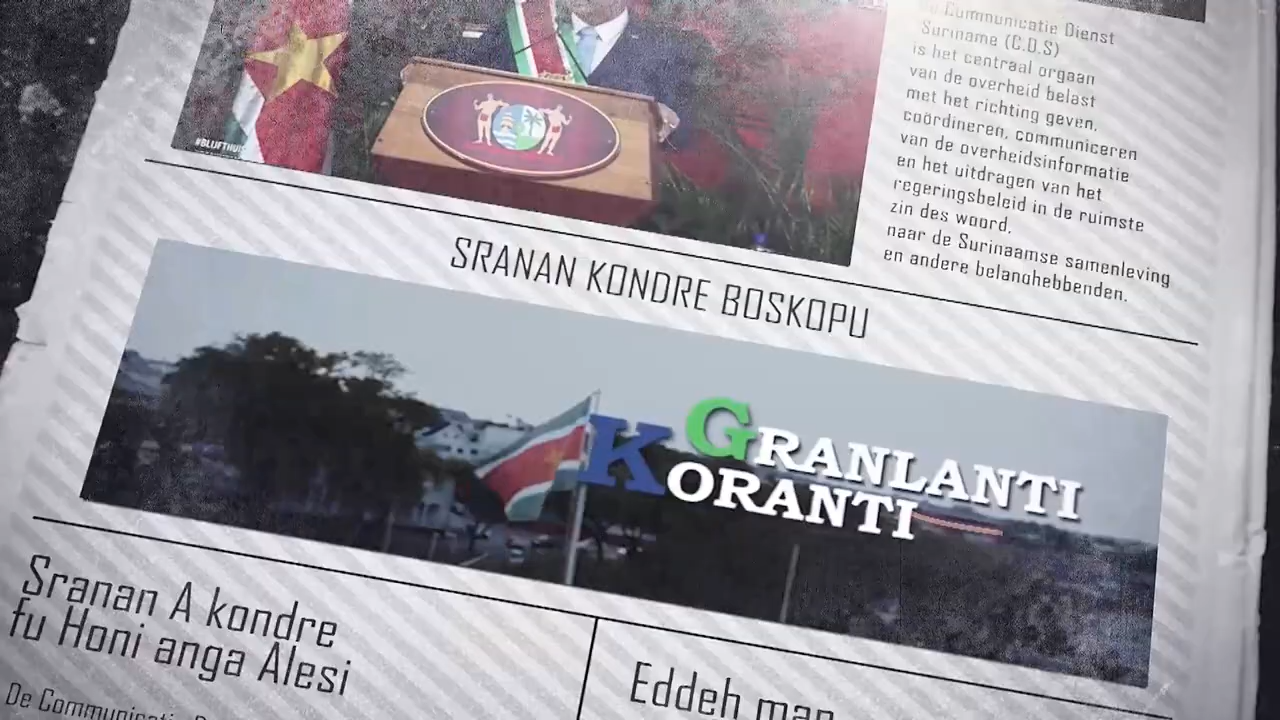 #BLUFTHUIS
Communicatie Dienst
Suriname (C.D.S)
is het centraal orgaan
van de overheid belast
met het richting geven,
coördineren, communiceren
van de overheidsinformatie
en het uitdragen van het
regeringsbeleid in de ruimste
zin des woord,
naar de Surinaamse samenleving
en andere belanghebbenden.
SRANAN KONDRE BOSKOPU
GRANLANTI
KORANTI
Sranan A kondre
fu Honi anga Alesi
De Communicatie
Eddeh man